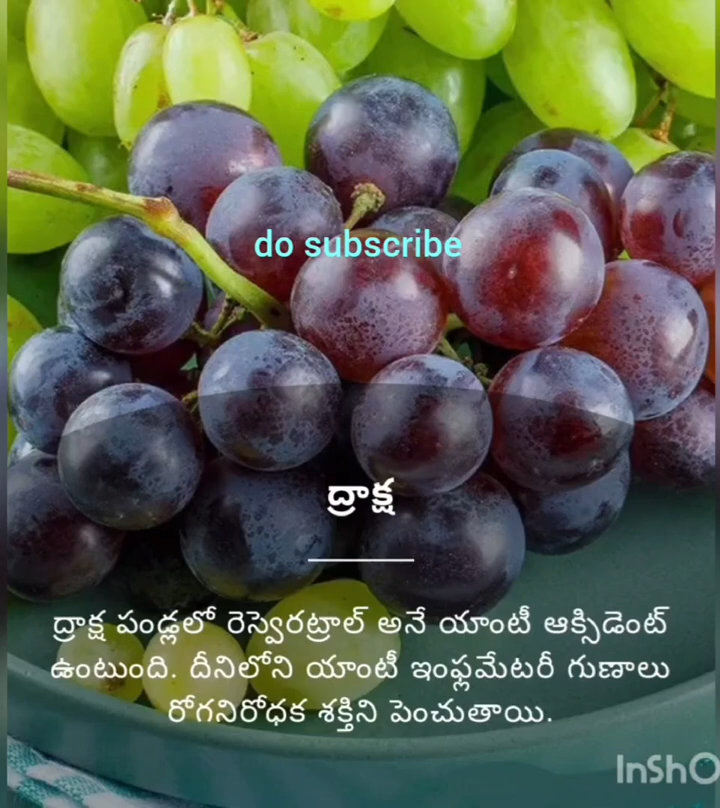 do subscribe
ద్రాక్ష
ద్రాక్ష పండ్లలో రెస్వెరట్రాల్ అనే యాంటీ ఆక్సిడెంట్
ఉంటుంది. దీనిలోని యాంటీ ఇంఫ్లమేటరీ గుణాలు
రోగనిరోధక శక్తిని పెంచుతాయి.
InShO